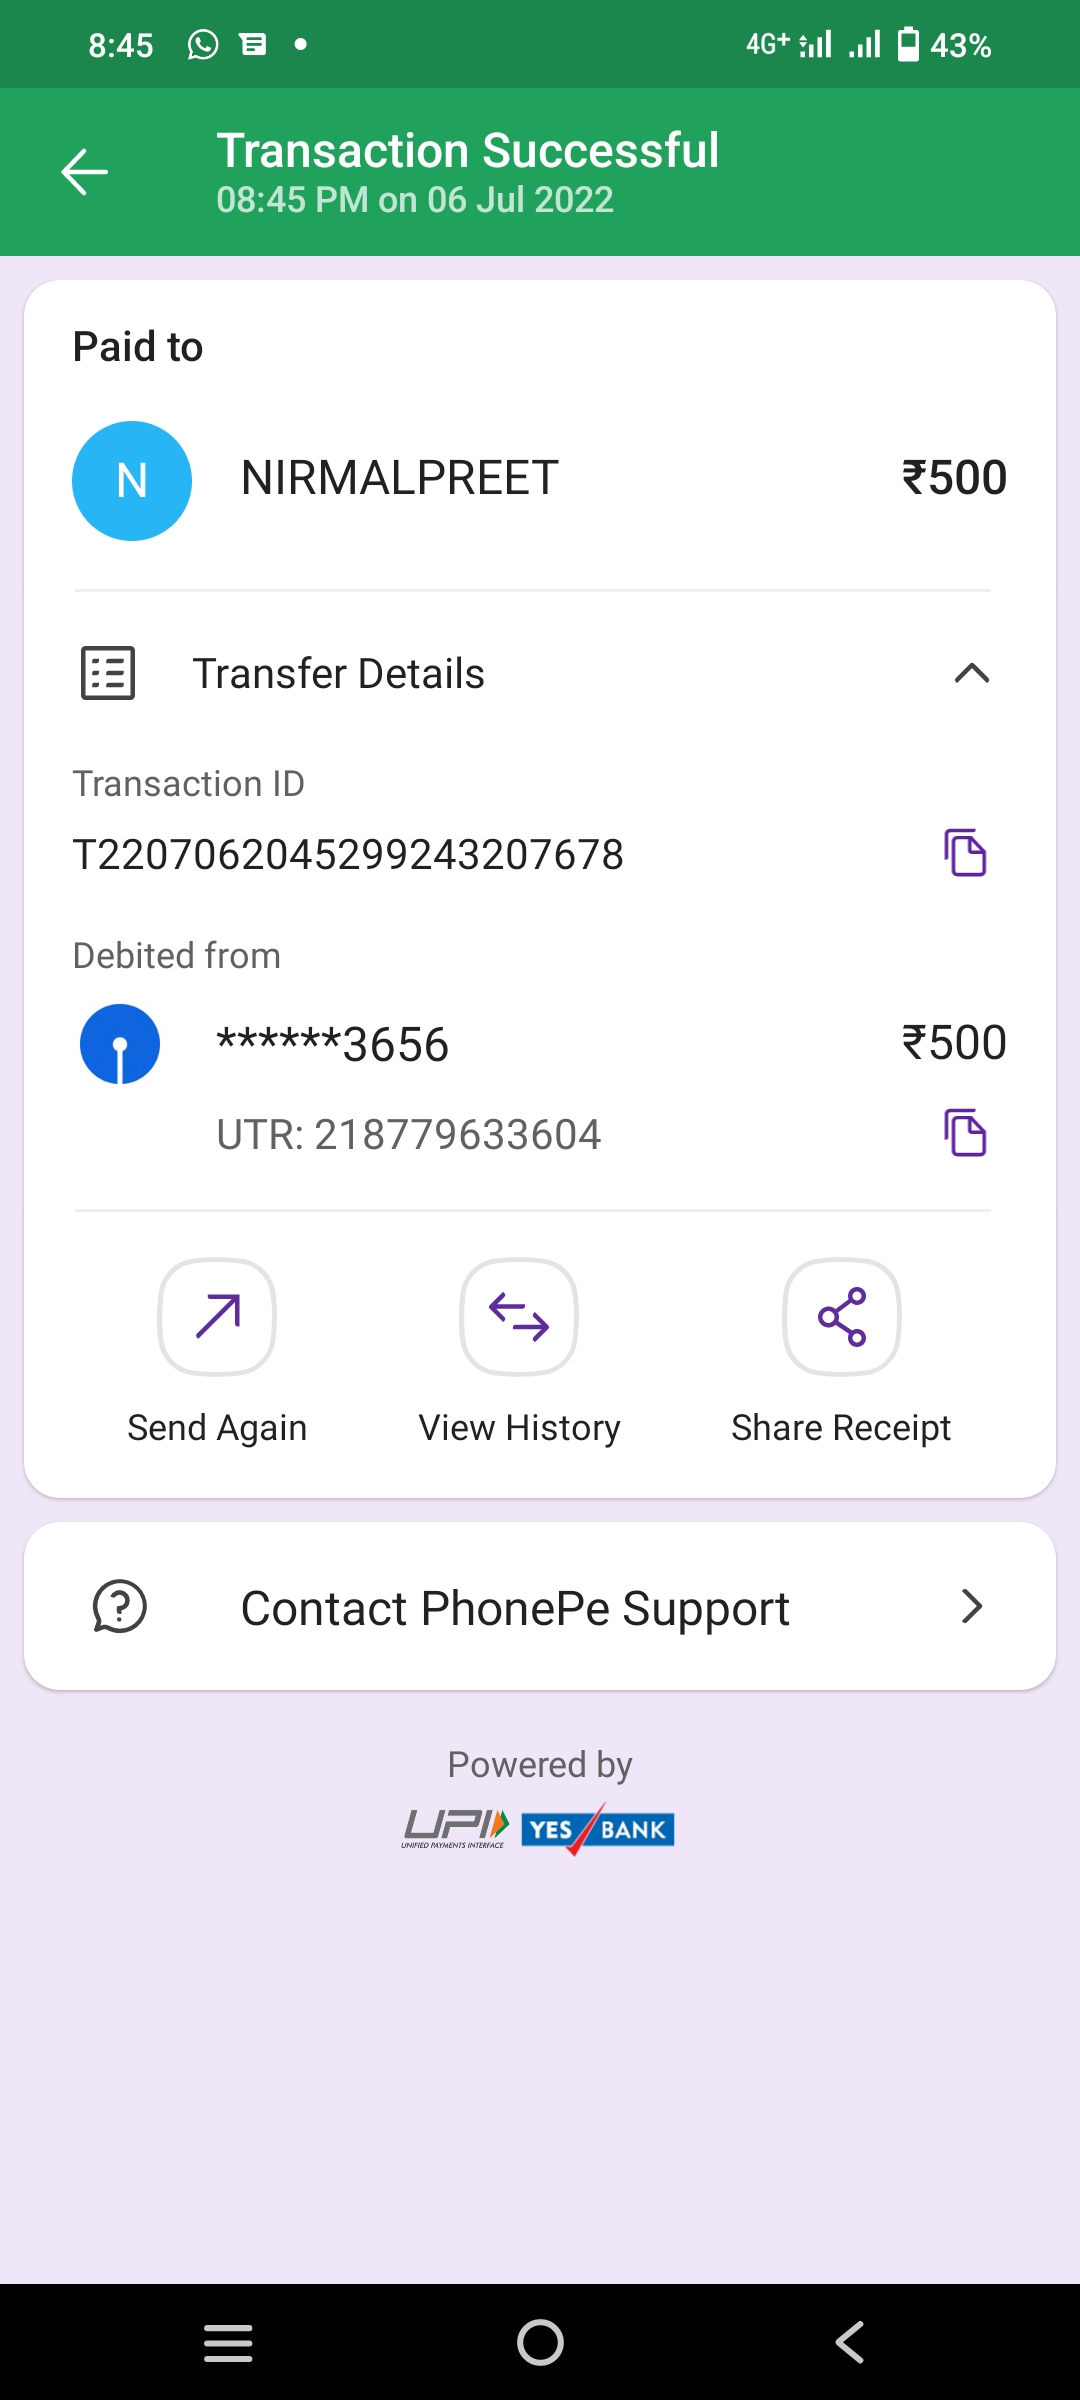 8:45 4G+ 43%
Transaction Successful
08:45 PM on 06 Jul 2022
Paid to
N NIRMALPREET ₹500
Transfer Details
Transaction ID
T2207062045299243207678
Debited from
******3656 ₹500
UTR: 218779633604
Send Again View History Share Receipt
Contact PhonePe Support
Powered by
UPI YES BANK
UNIFIED PAYMENTS INTERFACE